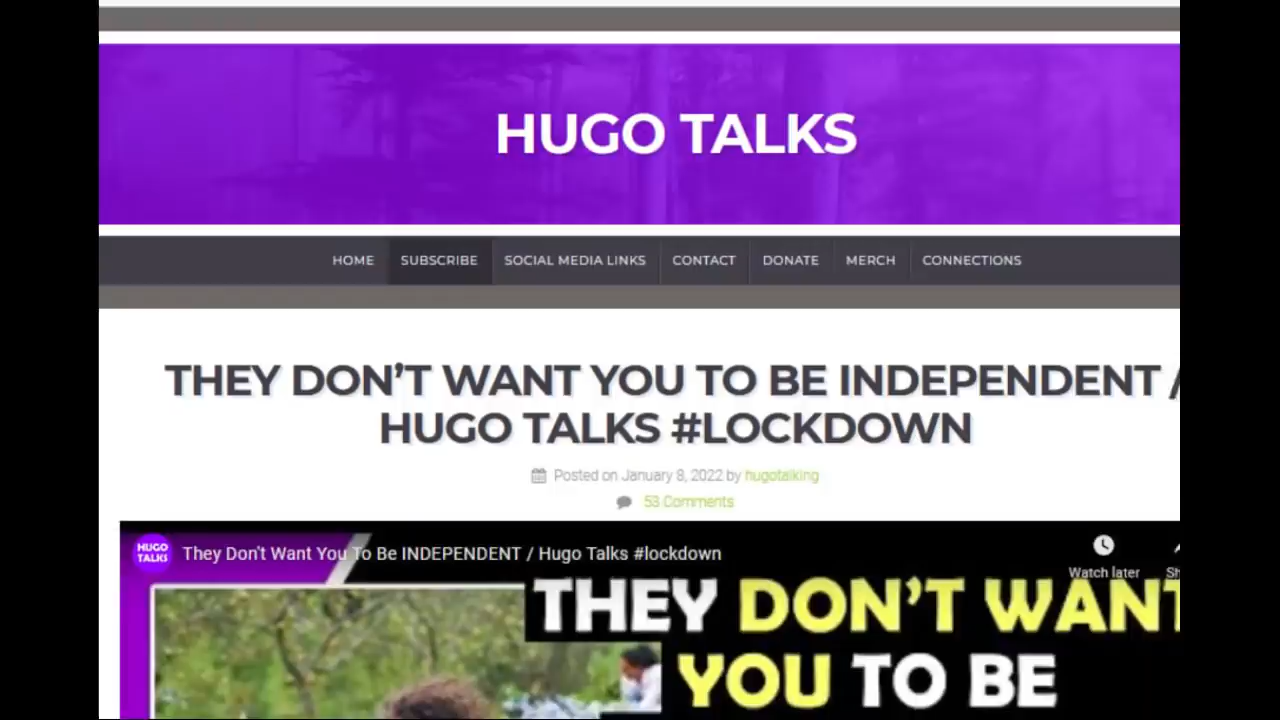 HUGO TALKS
HOME SUBSCRIBE SOCIAL MEDIA LINKS CONTACT DONATE MERCH CONNECTIONS
THEY DON’T WANT YOU TO BE INDEPENDENT /
HUGO TALKS #LOCKDOWN
Posted on January 8, 2022 by hugotalking
53 Comments
HUGO TALKS
They Don't Want You To Be INDEPENDENT / Hugo Talks #lockdown
Watch later
THEY DON’T WANT
YOU TO BE